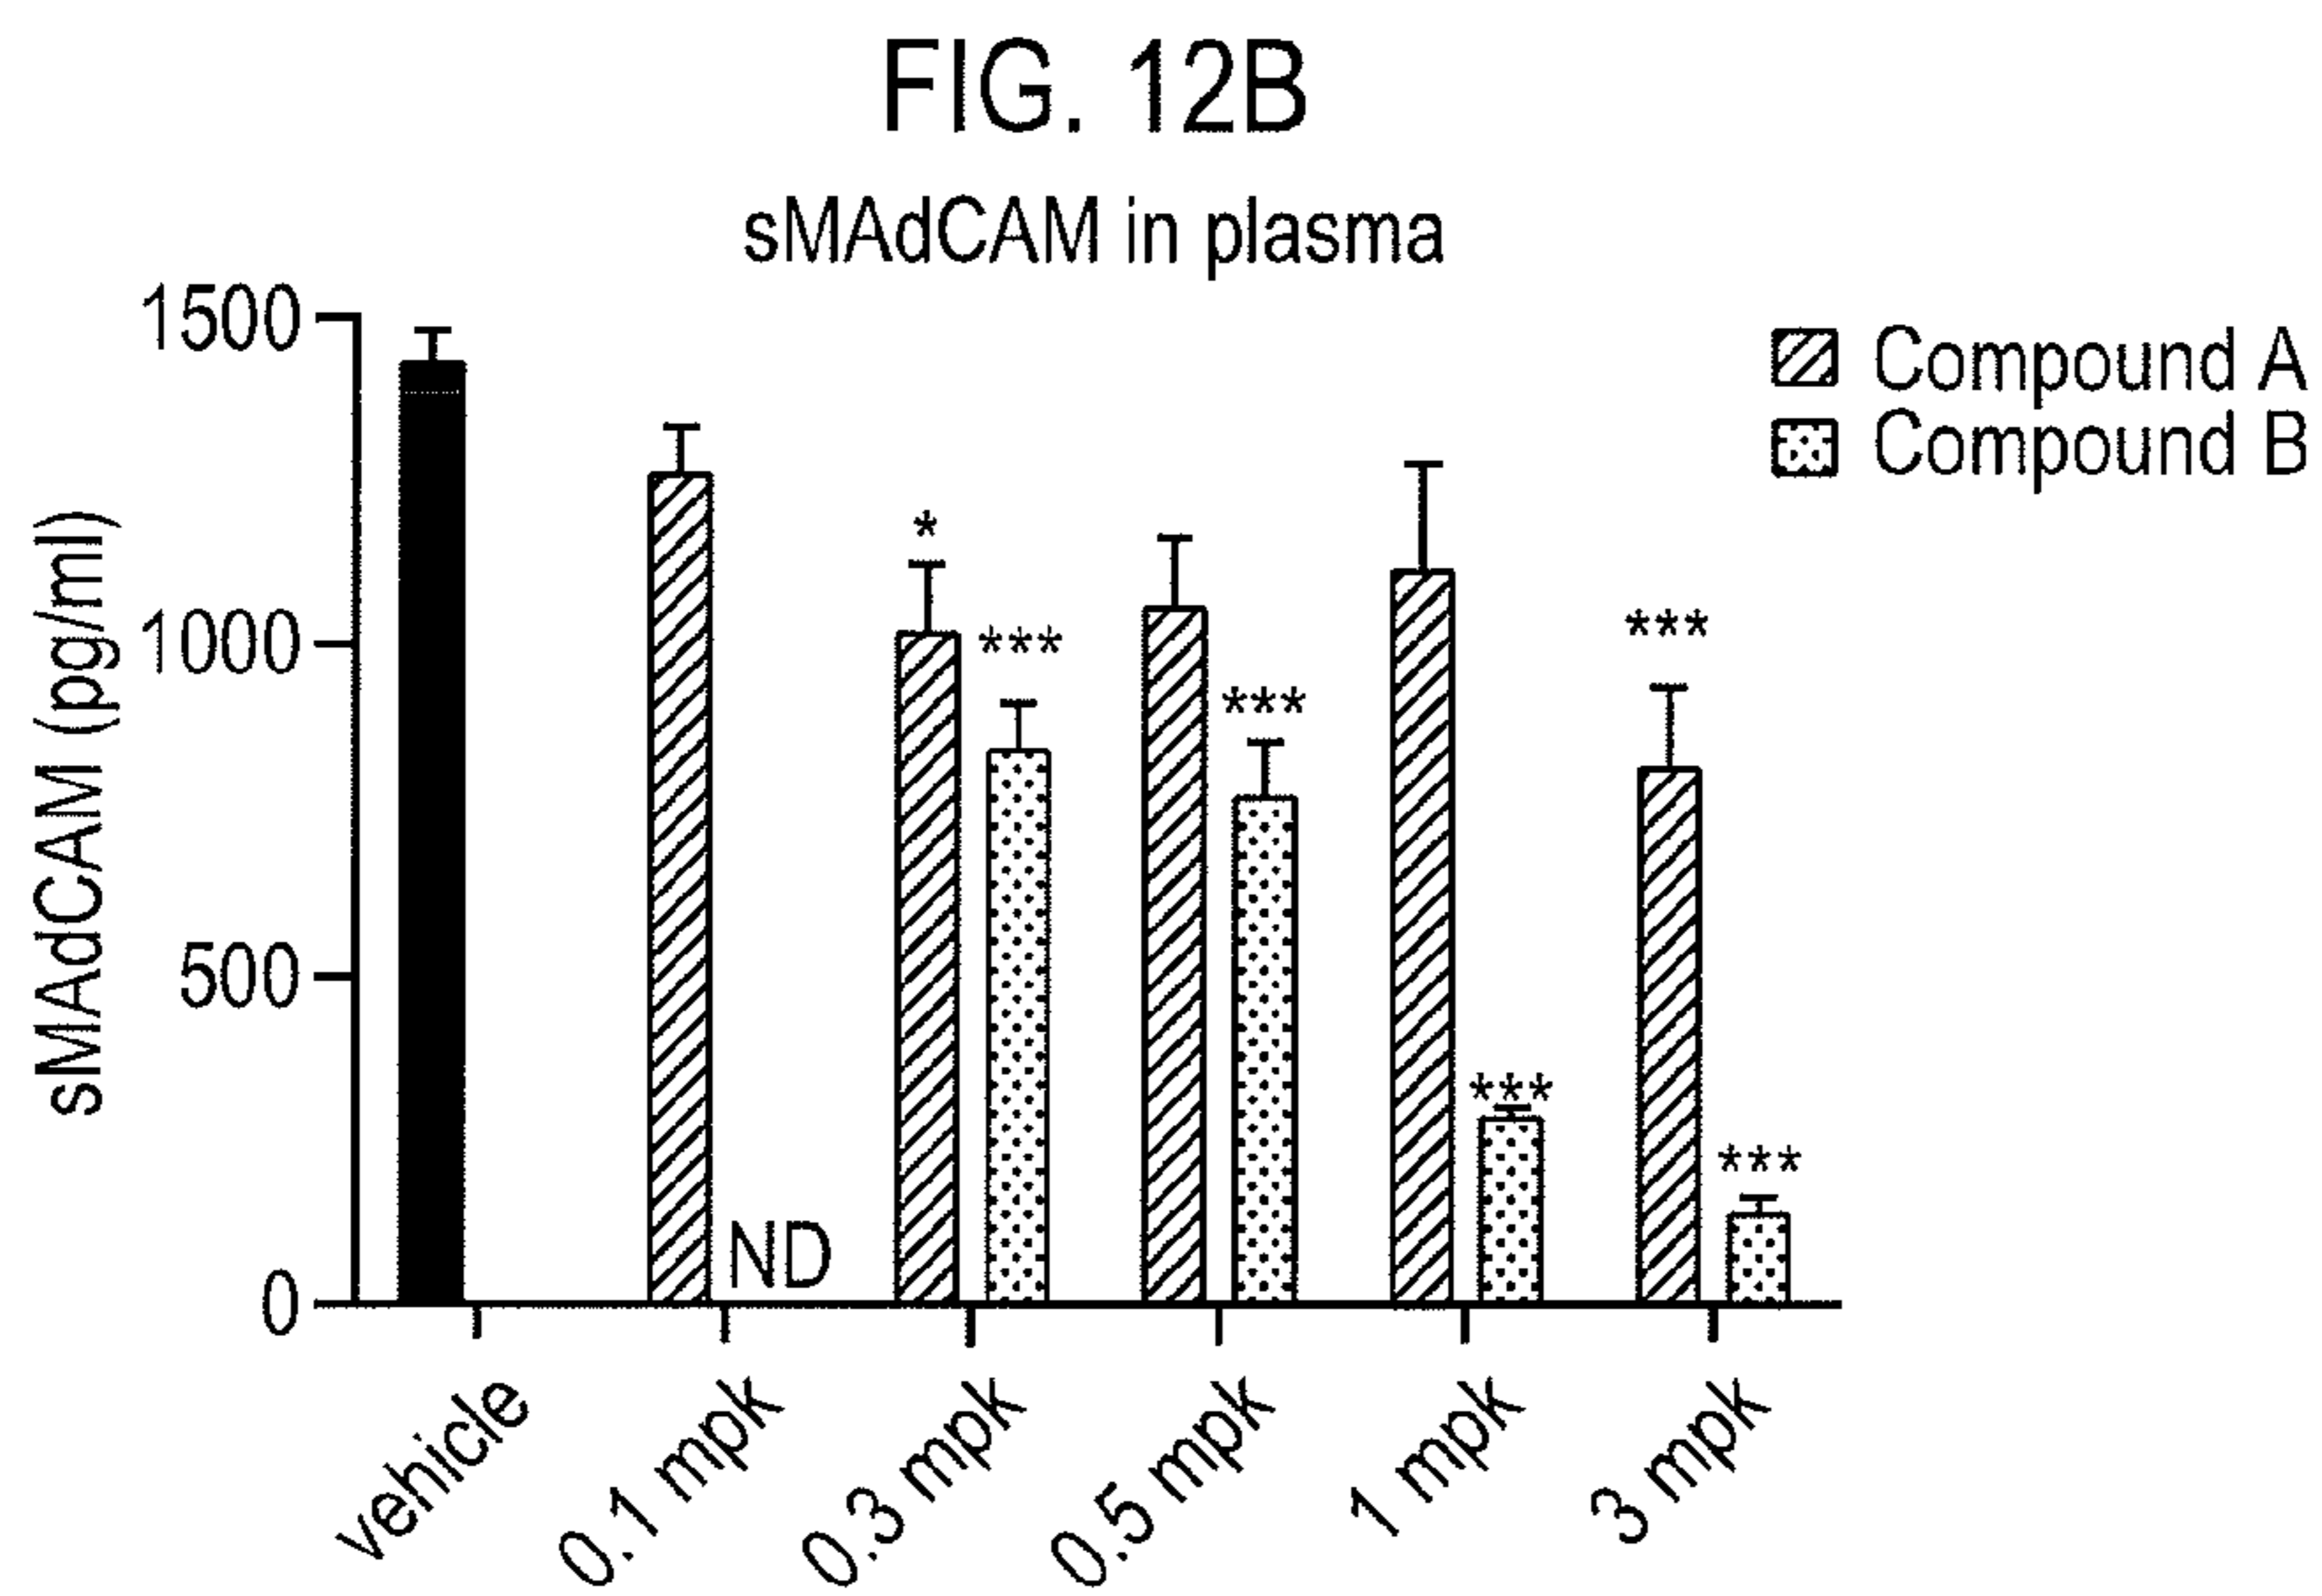 FIG. 12B
sMAdCAM in plasma
sMAdCAM (pg/ml)
1500
1000
500
0
Compound A
Compound B
*
***
***
***
***
***
ND
vehicle
0.1 mpk
0.3 mpk
0.5 mpk
1 mpk
3 mpk